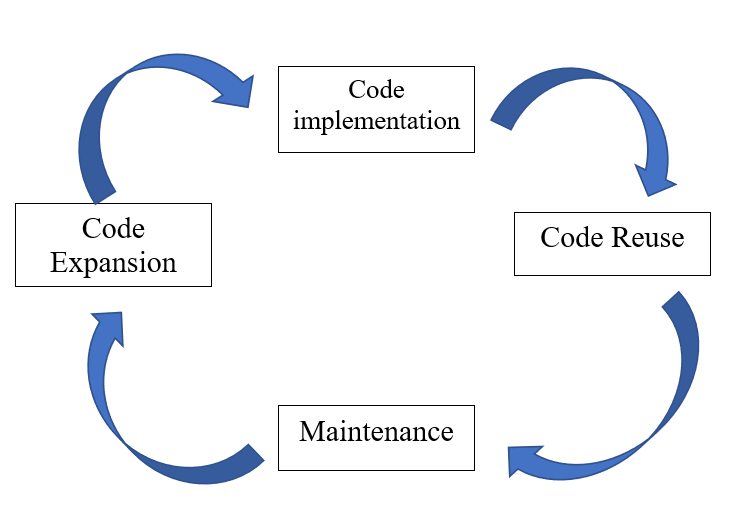 Code
implementation
Code
Expansion
Code Reuse
Maintenance